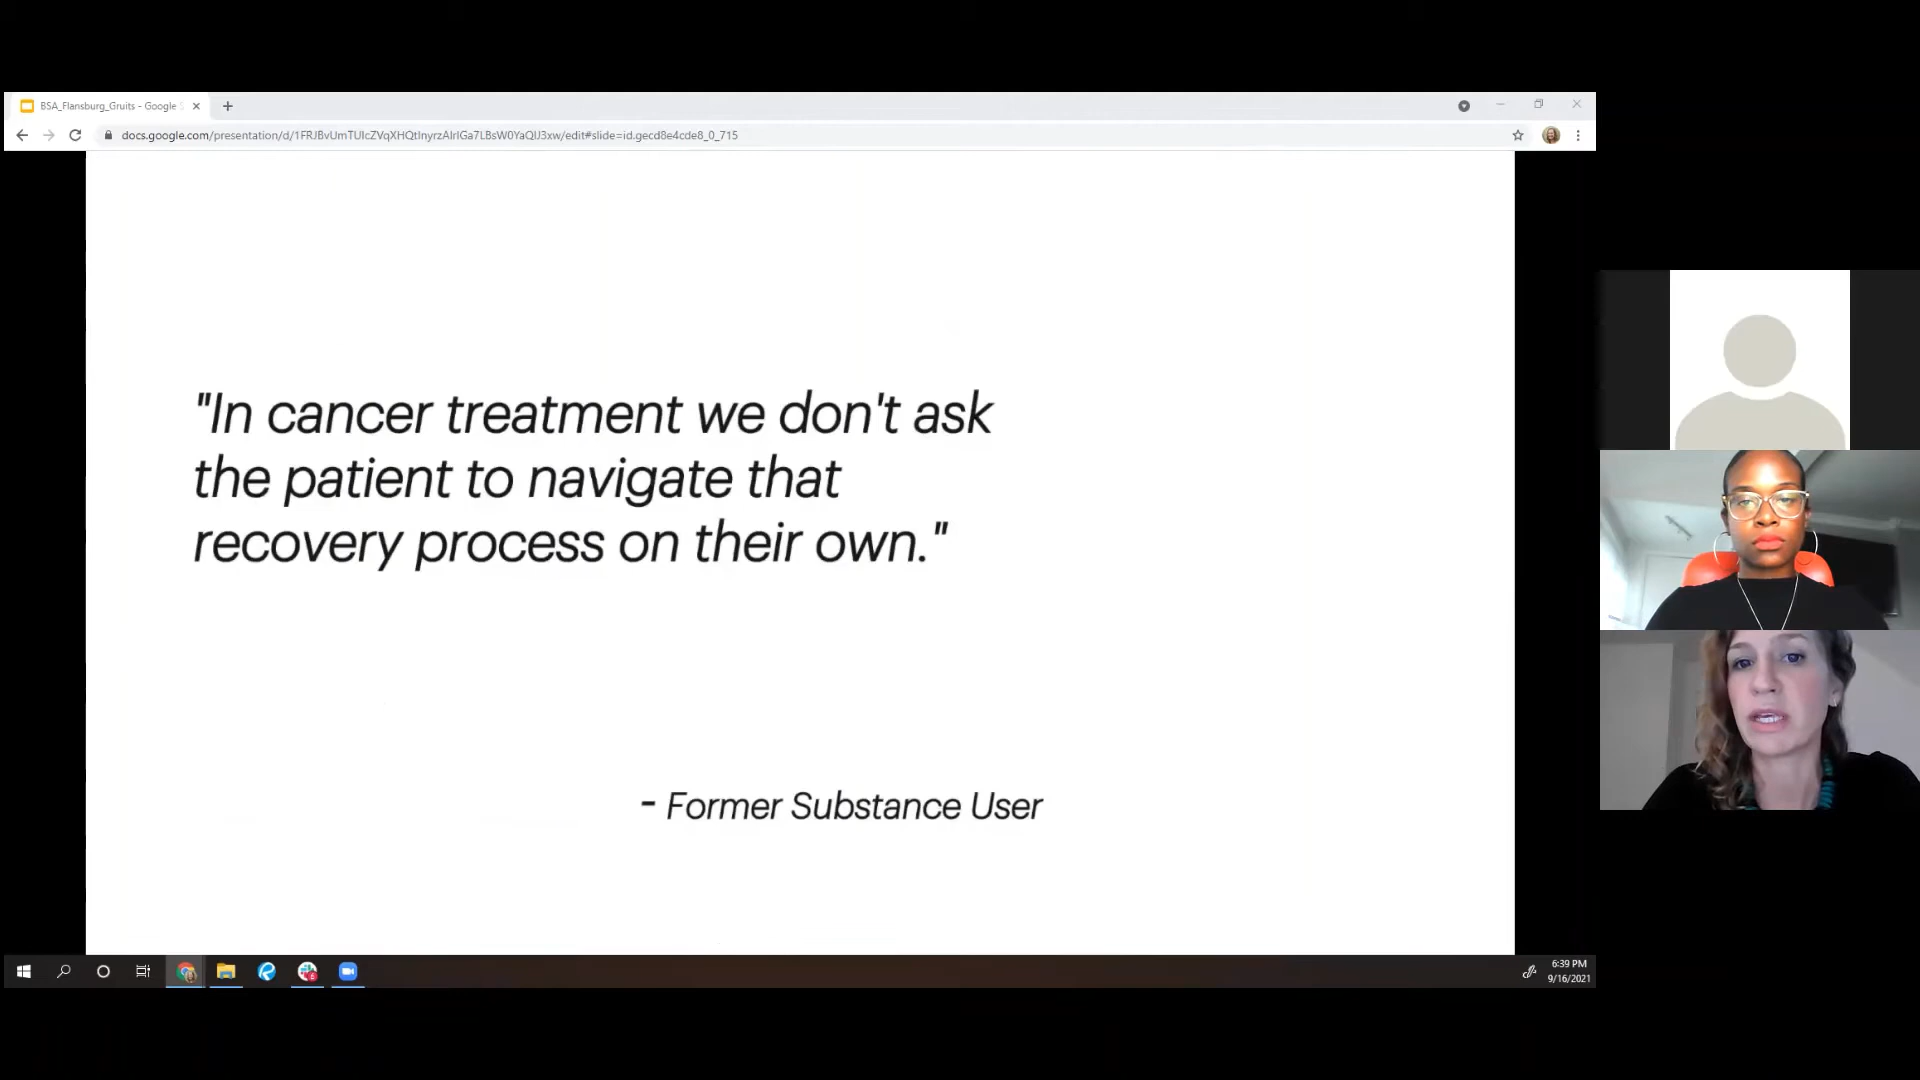 BSA_Flansburg_Gruits - Google
docs.google.com/presentation/d/1FRJBvUmTUIcZVqXHQtInyrzAIrlGa7LBsW0YaQIJ3xw/edit#slide=id.gecd8e4cde8_0_715
"In cancer treatment we don't ask
the patient to navigate that
recovery process on their own."
- Former Substance User
6:39 PM
9/16/2021